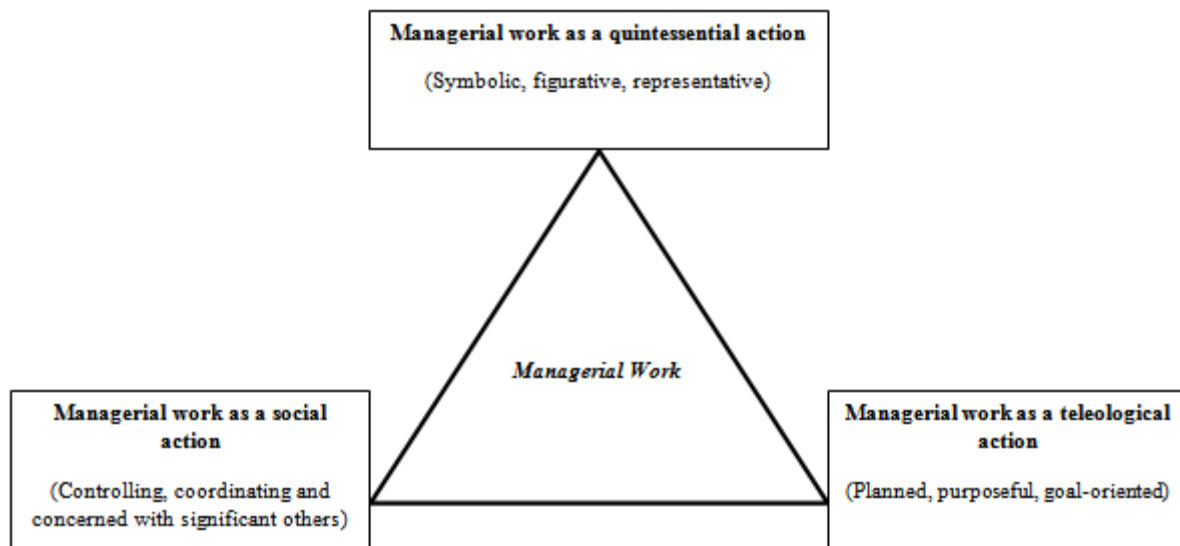 Managerial work as a quintessential action
(Symbolic, figurative, representative)
Managerial Work
Managerial work as a social
action
(Controlling, coordinating and
concerned with significant others)
Managerial work as a teleological
action
(Planned, purposeful, goal-oriented)